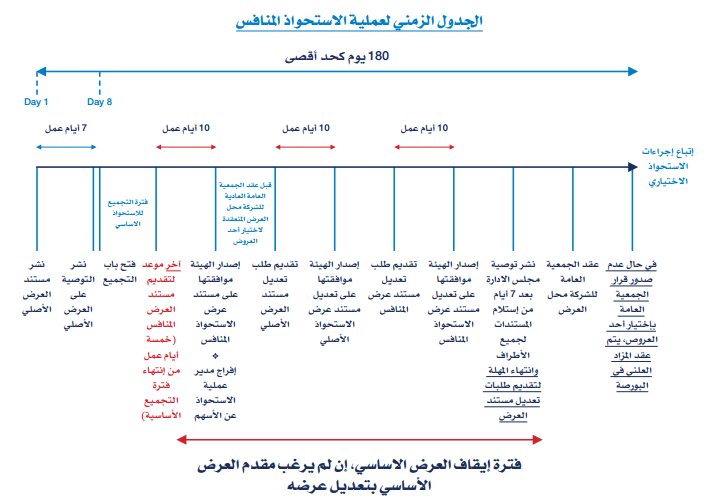 الجدول الزمني لعملية الاستحواذ المنافس
180 يوم كحد أقصى
Day 1
Day 8
7 أيام عمل
10 أيام عمل
10 أيام عمل
10 أيام عمل
إتباع إجراءات
الاستحواذ
الاختياري
فترة التجميع
للاستحواذ
الاساسي
قبل عقد الجمعية
العامة العادية
للشركة محل
العرض المنعقدة
لاختيار أحد
العروض
نشر
مستند
العرض
الأصلي
نشر
التوصية
على
العرض
الأصلي
فتح باب
التجميع
أخر موعد
لتقديم
مستند
العرض
المنافس
(خمسة
أيام عمل
من إنتهاء
فترة
التجميع
الأساسية)
إصدار الهيئة
موافقتها
على مستند
عرض
الاستحواذ
المنافس
❖
إفراج مدير
عملية
الاستحواذ
عن الأسهم
تقديم طلب
تعديل
مستند
العرض
الأصلي
إصدار الهيئة
موافقتها
على تعديل
مستند عرض
الاستحواذ
الأصلي
تقديم طلب
تعديل
مستند عرض
المنافس
إصدار الهيئة
موافقتها
على تعديل
مستند عرض
الاستحواذ
المنافس
نشر توصية
مجلس الادارة
بعد 7 أيام
من إستلام
المستندات
لجميع
الأطراف
وانتهاء المهلة
لتقديم طلبات
تعديل مستند
العرض
عقد الجمعية
العامة
للشركة محل
العرض
في حال عدم
صدور قرار
الجمعية
العامة
بإختيار أحد
العروض، يتم
عقد المزاد
العلني في
البورصة
فترة إيقاف العرض الاساسي، إن لم يرغب مقدم العرض
الأساسي بتعديل عرضه